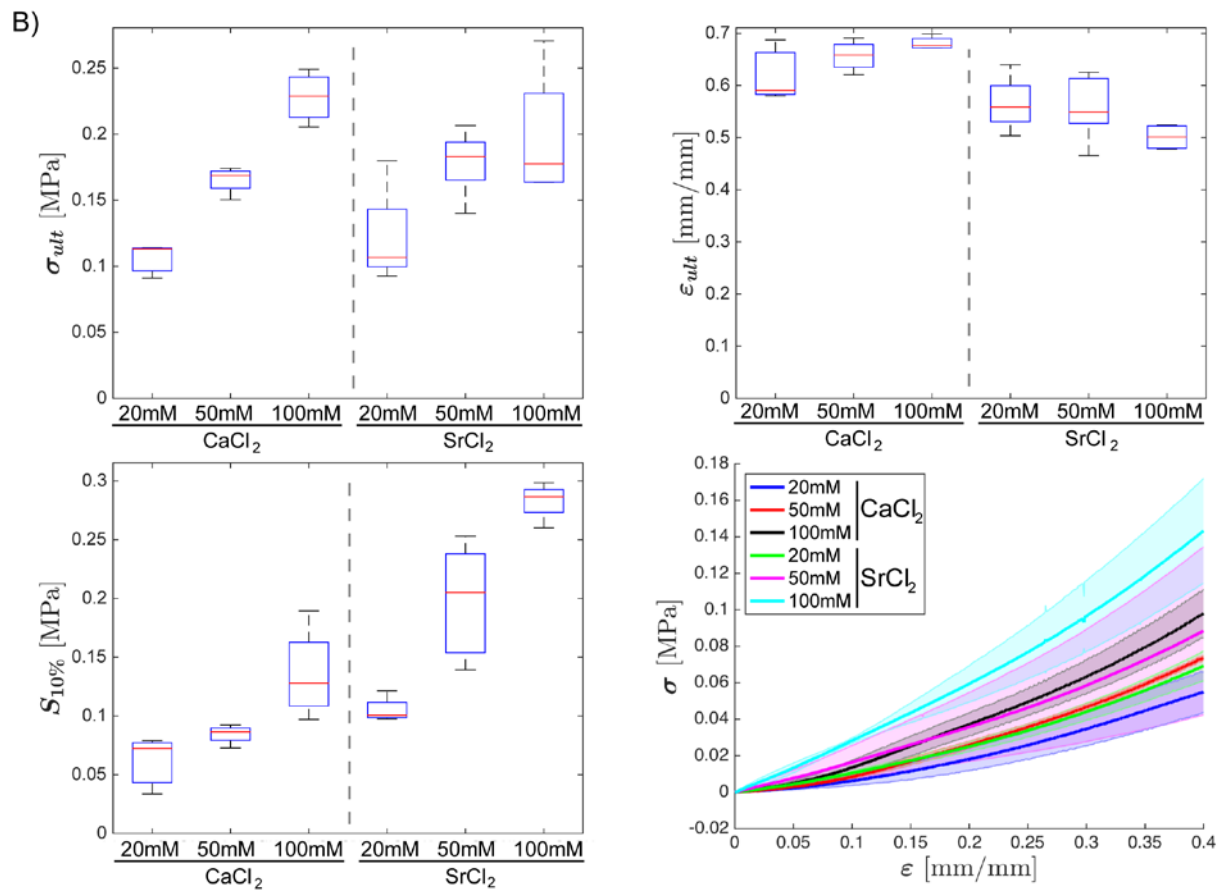 B)
σult [MPa]
0.25
0.2
0.15
0.1
0.05
0
20mM 50mM 100mM 20mM 50mM 100mM
CaCl2 SrCl2
εult [mm/mm]
0.7
0.6
0.5
0.4
0.3
0.2
0.1
0
20mM 50mM 100mM 20mM 50mM 100mM
CaCl2 SrCl2
S10% [MPa]
0.3
0.25
0.2
0.15
0.1
0.05
0
20mM 50mM 100mM 20mM 50mM 100mM
CaCl2 SrCl2
σ [MPa]
0.18
0.16
0.14
0.12
0.1
0.08
0.06
0.04
0.02
0
-0.02
20mM
50mM
100mM
CaCl2
20mM
50mM
100mM
SrCl2
0 0.05 0.1 0.15 0.2 0.25 0.3 0.35 0.4
ε [mm/mm]